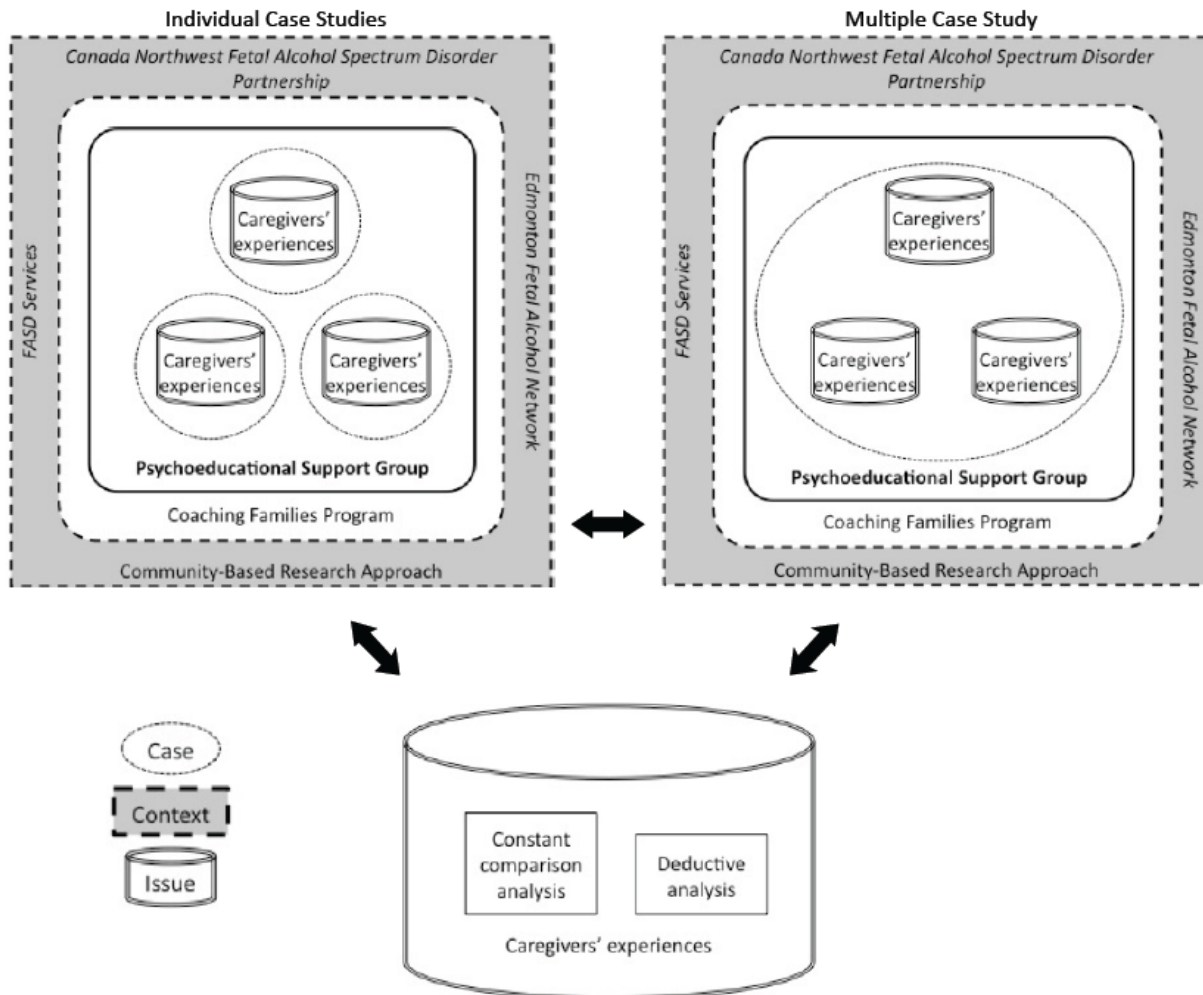 Individual Case Studies
Canada Northwest Fetal Alcohol Spectrum Disorder
Partnership
FASD Services
Caregivers'
experiences
Caregivers'
experiences
Caregivers'
experiences
Edmonton Fetal Alcohol Network
Psychoeducational Support Group
Coaching Families Program
Community-Based Research Approach
Multiple Case Study
Canada Northwest Fetal Alcohol Spectrum Disorder
Partnership
FASD Services
Caregivers'
experiences
Caregivers'
experiences
Caregivers'
experiences
Edmonton Fetal Alcohol Network
Psychoeducational Support Group
Coaching Families Program
Community-Based Research Approach
Case
Context
Issue
Constant
comparison
analysis
Deductive
analysis
Caregivers' experiences